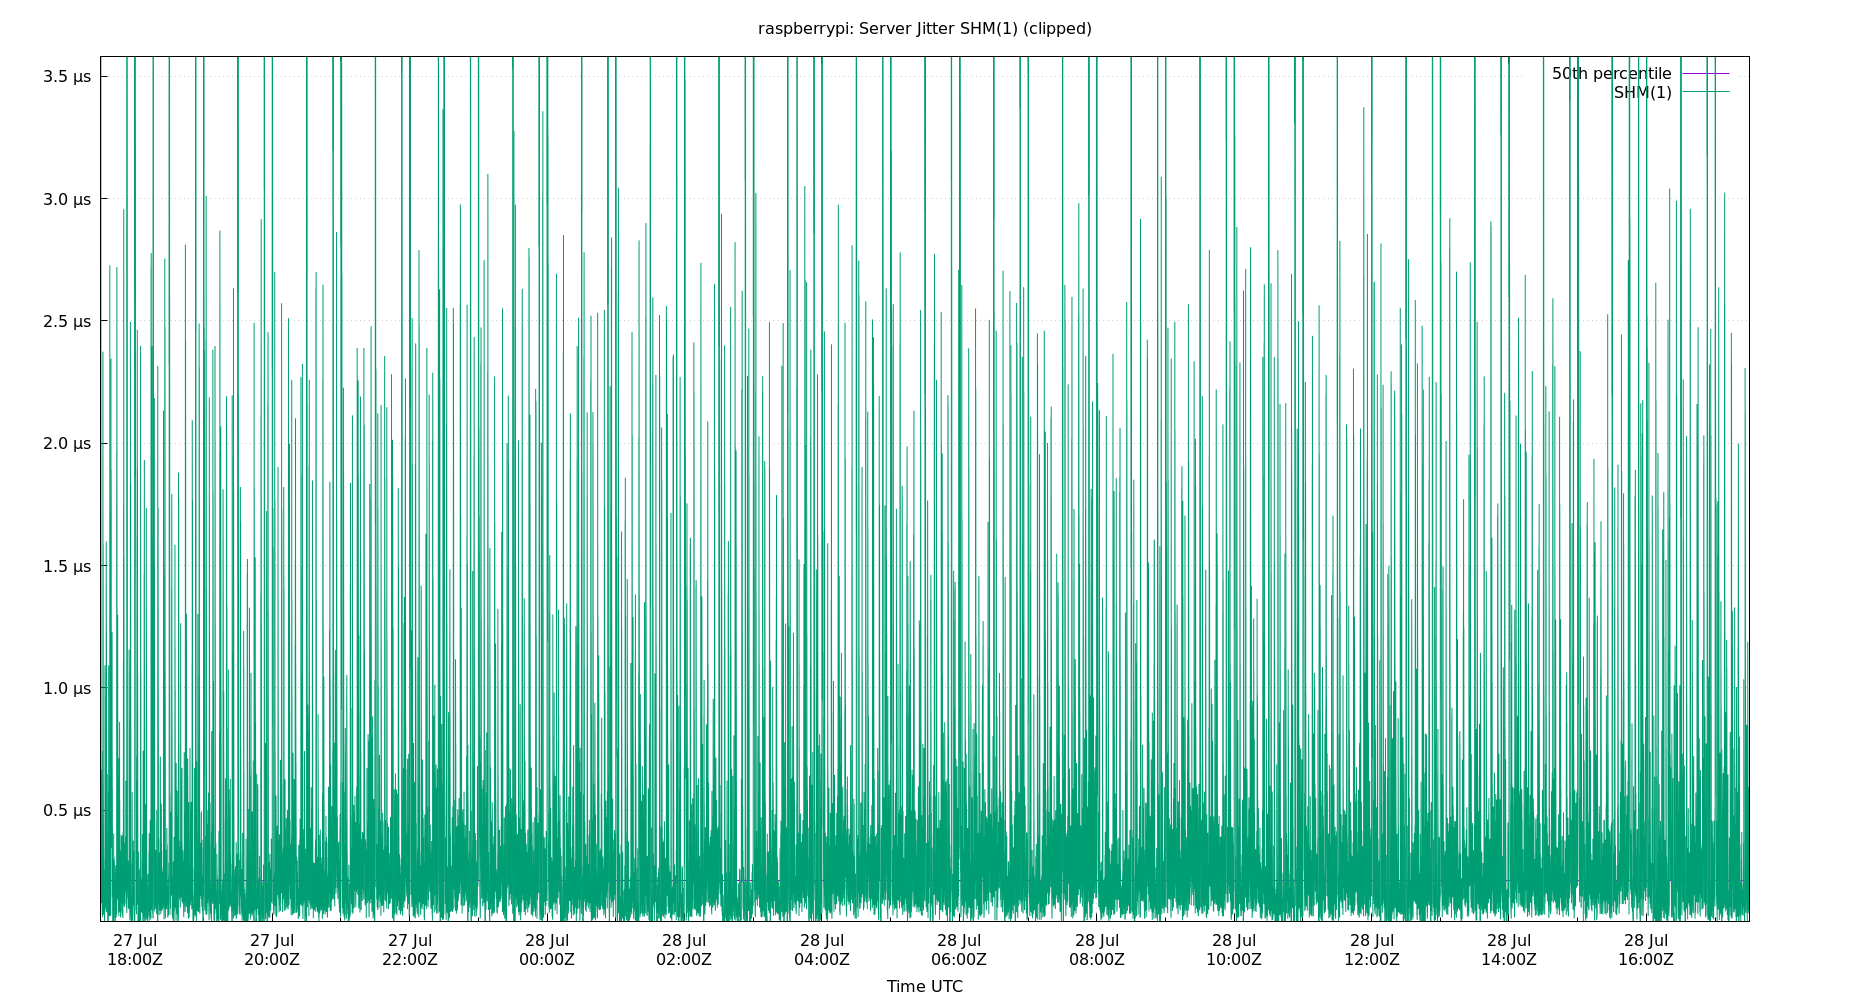 raspberrypi: Server Jitter SHM(1) (clipped)
3.5 µs
3.0 µs
2.5 µs
2.0 µs
1.5 µs
1.0 µs
0.5 µs
50th percentile
SHM(1)
27 Jul 27 Jul 27 Jul 28 Jul 28 Jul 28 Jul 28 Jul 28 Jul 28 Jul 28 Jul 28 Jul 28 Jul
18:00Z 20:00Z 22:00Z 00:00Z 02:00Z 04:00Z 06:00Z 08:00Z 10:00Z 12:00Z 14:00Z 16:00Z
Time UTC